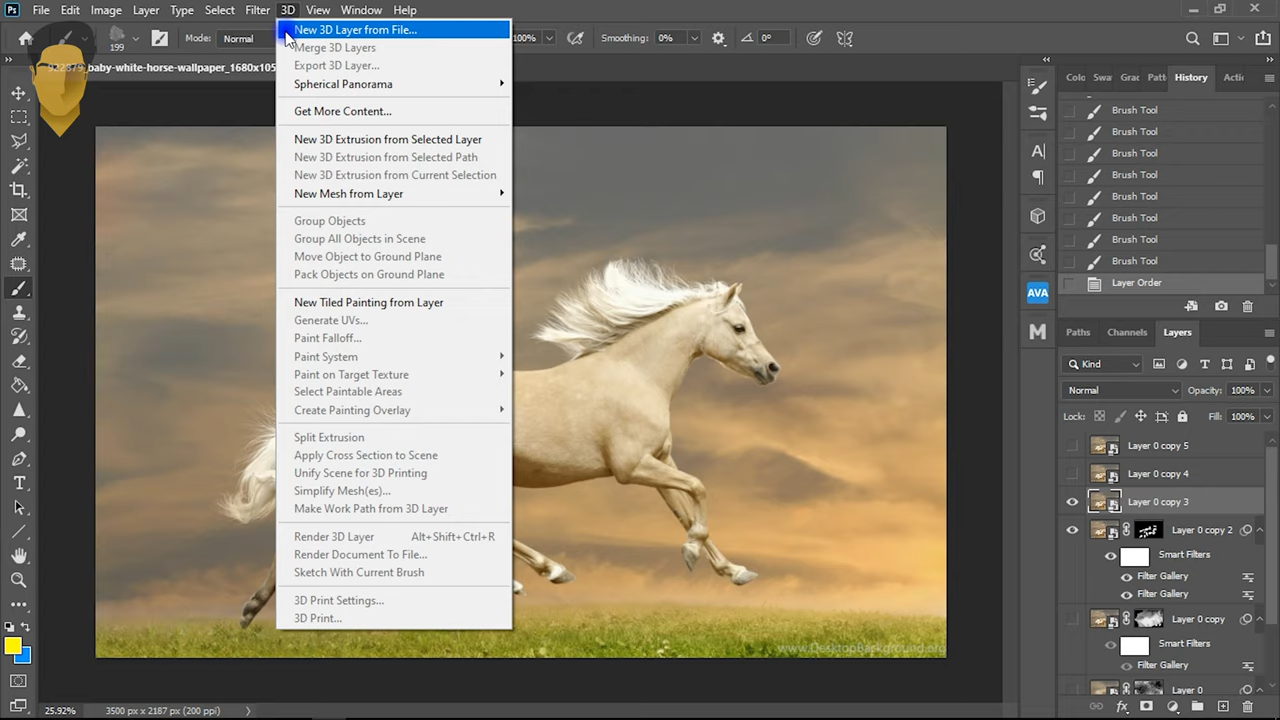 Ps File Edit Image Layer Type Select Filter 3D View Window Help
199 Mode: Normal 100% Smoothing: 0% 0°
922879_baby-white-horse-wallpaper_1680x105
New 3D Layer from File...
Merge 3D Layers
Export 3D Layer...
Spherical Panorama
Get More Content...
New 3D Extrusion from Selected Layer
New 3D Extrusion from Selected Path
New 3D Extrusion from Current Selection
New Mesh from Layer
Group Objects
Group All Objects in Scene
Move Object to Ground Plane
Pack Objects on Ground Plane
New Tiled Painting from Layer
Generate UVs...
Paint Falloff...
Paint System
Paint on Target Texture
Select Paintable Areas
Create Painting Overlay
Split Extrusion
Apply Cross Section to Scene
Unify Scene for 3D Printing
Simplify Mesh(es)...
Make Work Path from 3D Layer
Render 3D Layer Alt+Shift+Ctrl+R
Render Document To File...
Sketch With Current Brush
3D Print Settings...
3D Print...
www.DesktopBackground.org
25.92% 3500 px x 2187 px (200 ppi)
AVA
M
Colc Swa Grac Path History Actic
Brush Tool
Brush Tool
Brush Tool
Brush Tool
Brush Tool
Brush Tool
Brush Tool
Brush Tool
Layer Order
Paths Channels Layers
Kind
Normal Opacity: 100%
Lock: Fill: 100%
Layer 0 copy 5
Layer 0 copy 4
Layer 0 copy 3
Layer 0 copy 2
Smart Filters
Filter Gallery
Filter Gallery
Layer 0 copy
Smart Filters
Filter Gallery
Layer 0